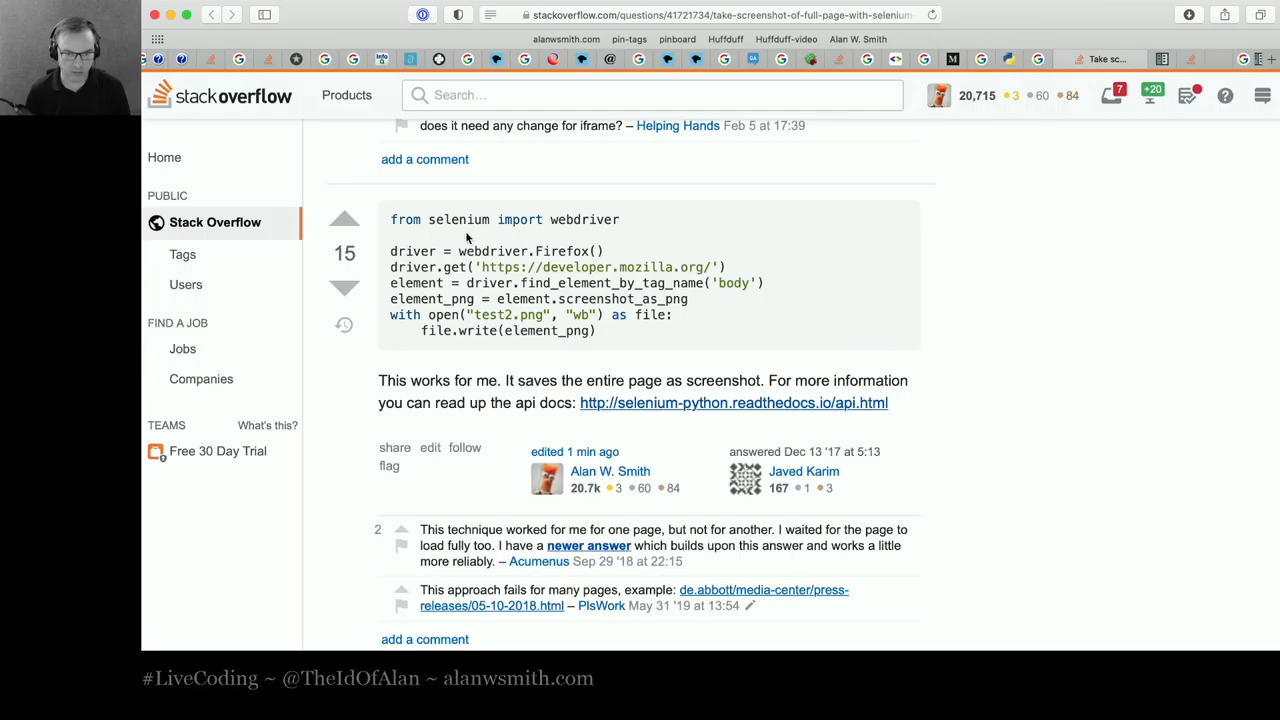 stackoverflow.com/questions/41721734/take-screenshot-of-full-page-with-selenium-
alanwsmith.com pin-tags pinboard Huffduff Huffduff-video Alan W. Smith
Take sc...
stackoverflow Products Search... 20,715 3 60 84 7 +20
does it need any change for iframe? – Helping Hands Feb 5 at 17:39
add a comment
Home
PUBLIC
Stack Overflow
Tags
Users
FIND A JOB
Jobs
Companies
TEAMS What's this?
Free 30 Day Trial
15
from selenium import webdriver
driver = webdriver.Firefox()
driver.get('https://developer.mozilla.org/')
element = driver.find_element_by_tag_name('body')
element_png = element.screenshot_as_png
with open("test2.png", "wb") as file:
    file.write(element_png)
This works for me. It saves the entire page as screenshot. For more information
you can read up the api docs: http://selenium-python.readthedocs.io/api.html
share edit follow
flag
edited 1 min ago
Alan W. Smith
20.7k 3 60 84
answered Dec 13 '17 at 5:13
Javed Karim
167 1 3
2 This technique worked for me for one page, but not for another. I waited for the page to
load fully too. I have a newer answer which builds upon this answer and works a little
more reliably. – Acumenus Sep 29 '18 at 22:15
This approach fails for many pages, example: de.abbott/media-center/press-
releases/05-10-2018.html – PlsWork May 31 '19 at 13:54
add a comment
#LiveCoding ~ @TheIdOfAlan ~ alanwsmith.com